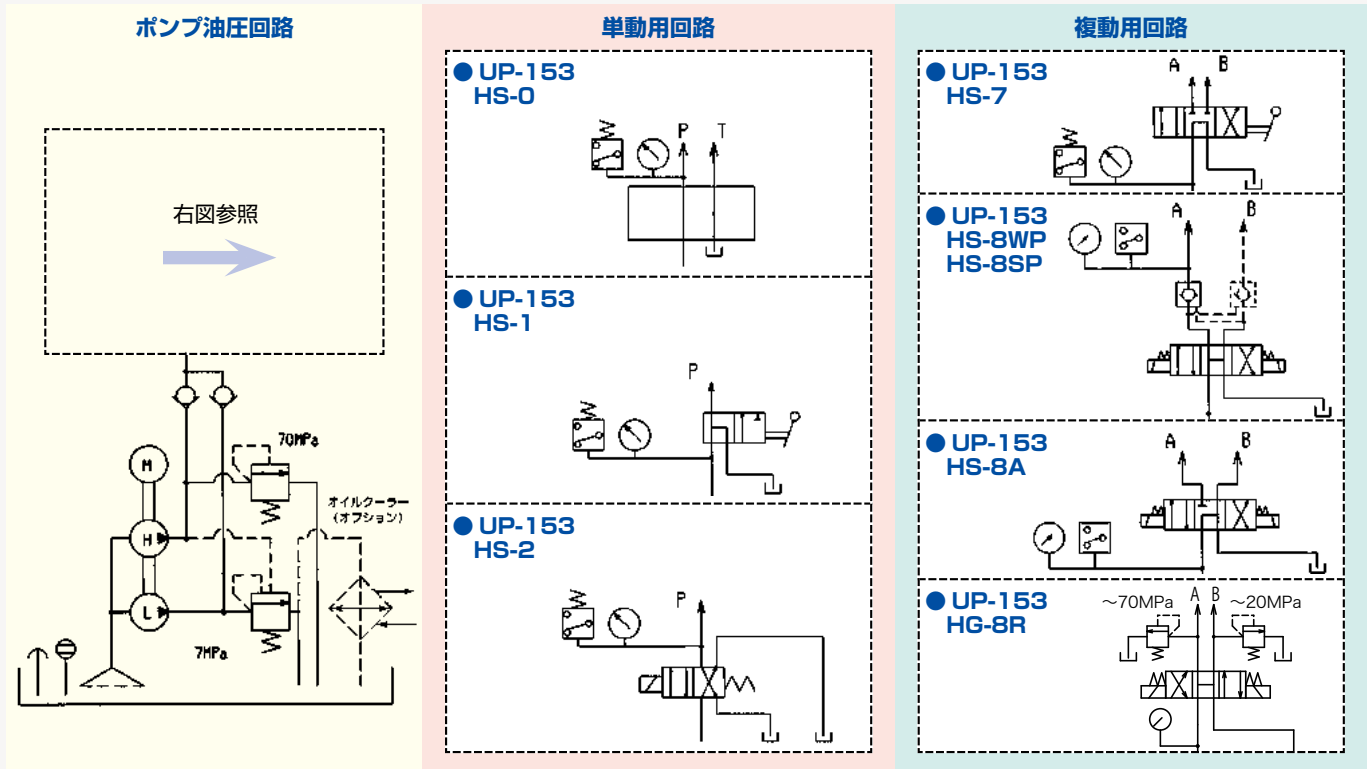 ポンプ油圧回路
右図参照
70MPa
M
オイルクーラー
(オプション)
H
L
7MPa
単動用回路
● UP-153
HS-0
P T
● UP-153
HS-1
P
● UP-153
HS-2
P
複動用回路
● UP-153
HS-7
A B
● UP-153
HS-8WP
HS-8SP
A B
● UP-153
HS-8A
A B
● UP-153
HG-8R
～70MPa A B ～20MPa